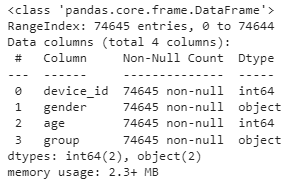 <class 'pandas.core.frame.DataFrame'>
RangeIndex: 74645 entries, 0 to 74644
Data columns (total 4 columns):
 #   Column     Non-Null Count  Dtype
---  ------     --------------  -----
 0   device_id  74645 non-null  int64
 1   gender     74645 non-null  object
 2   age        74645 non-null  int64
 3   group      74645 non-null  object
dtypes: int64(2), object(2)
memory usage: 2.3+ MB